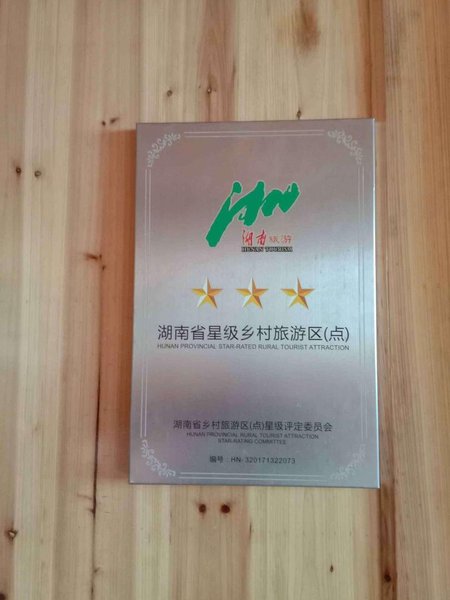 湖南旅游
HUNAN TOURISM
湖南省星级乡村旅游区(点)
HUNAN PROVINCIAL STAR-RATED RURAL TOURIST ATTRACTION
湖南省乡村旅游区(点)星级评定委员会
HUNAN PROVINCIAL RURAL TOURIST ATTRACTION
STAR-RATING COMMITTEE
编号：HN-320171322073